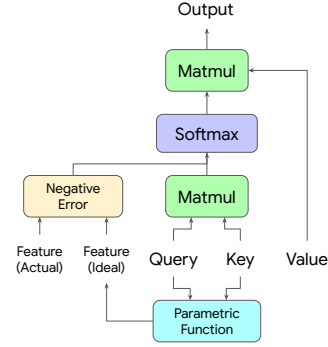 Output
Matmul
Softmax
Negative
Error
Matmul
Feature
(Actual)
Feature
(Ideal)
Query
Key
Value
Parametric
Function